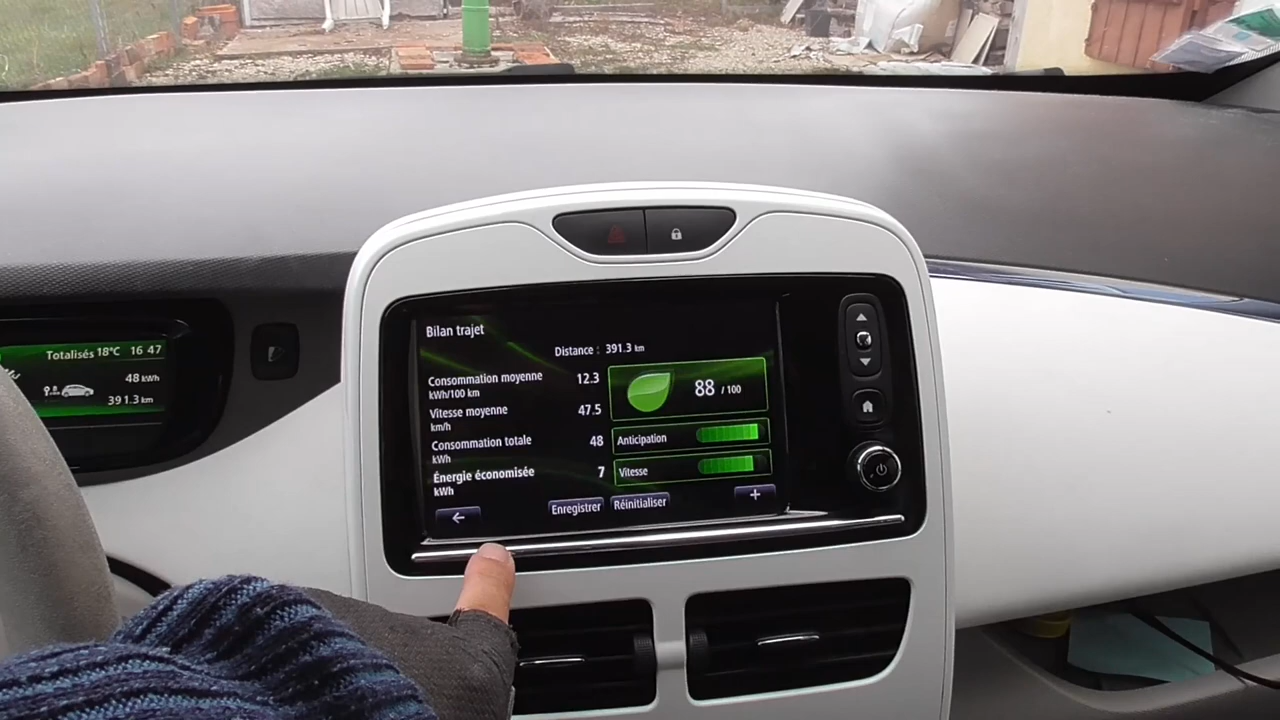 Totalisés 18°C 16 47
48 kWh
391.3 km
Bilan trajet
Distance : 391.3 km
Consommation moyenne 12.3
kWh/100 km
Vitesse moyenne 47.5
km/h
Consommation totale 48
kWh
Énergie économisée 7
kWh
88 / 100
Anticipation
Vitesse
Enregistrer Réinitialiser +